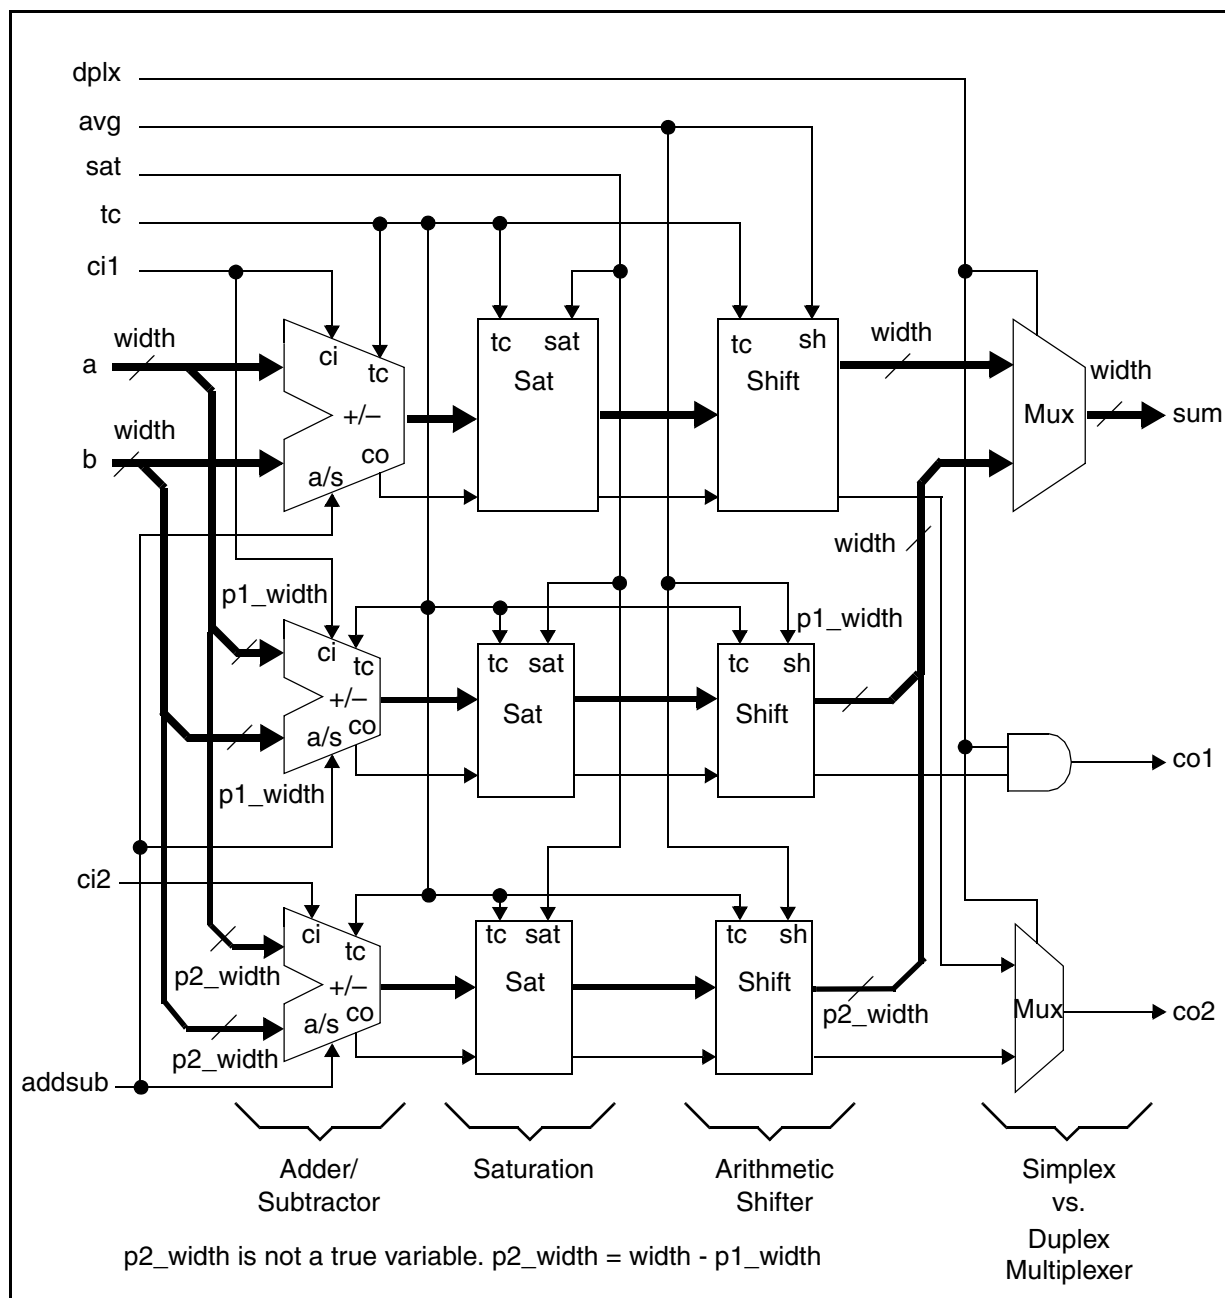 dplx
avg
sat
tc
ci1
width
a
width
b
ci
tc
+/–
co
a/s
tc sat
Sat
tc sh
Shift
width
Mux
width
sum
width
p1_width
ci
tc
+/–
co
a/s
p1_width
tc sat
Sat
p1_width
tc sh
Shift
co1
ci2
ci
tc
+/–
co
a/s
p2_width
p2_width
tc sat
Sat
tc sh
Shift
p2_width
Mux
co2
addsub
Adder/
Subtractor
Saturation
Arithmetic
Shifter
Simplex
vs.
Duplex
Multiplexer
p2_width is not a true variable. p2_width = width - p1_width